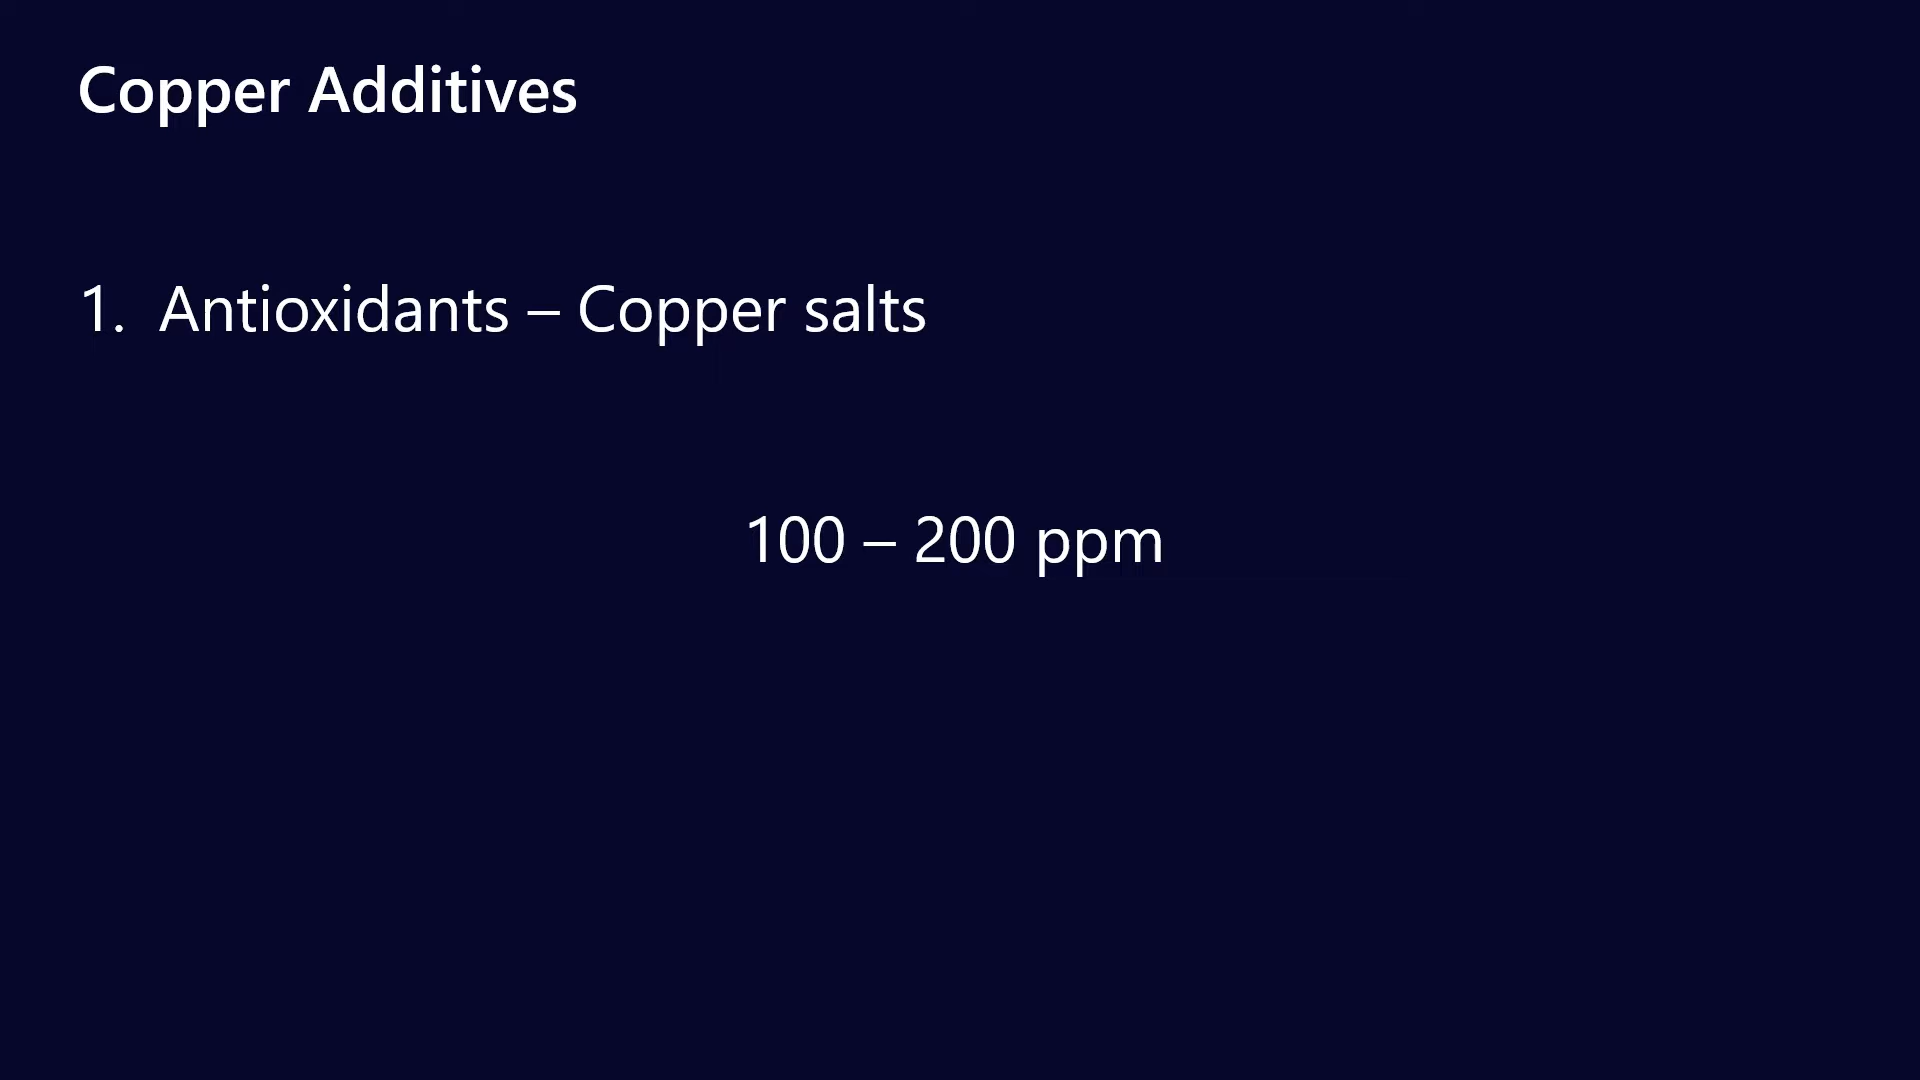 Copper Additives
1. Antioxidants – Copper salts
100 – 200 ppm